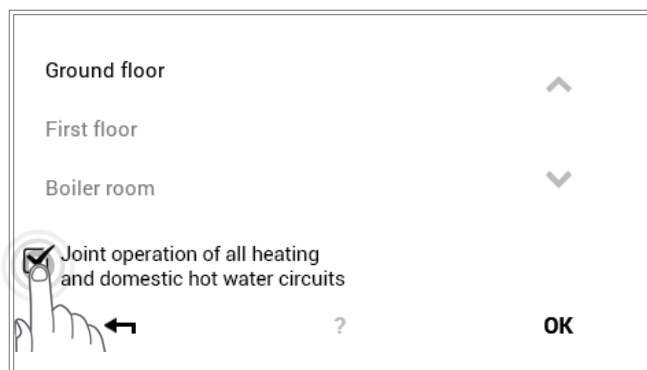 Ground floor
First floor
Boiler room
Joint operation of all heating
and domestic hot water circuits
? OK